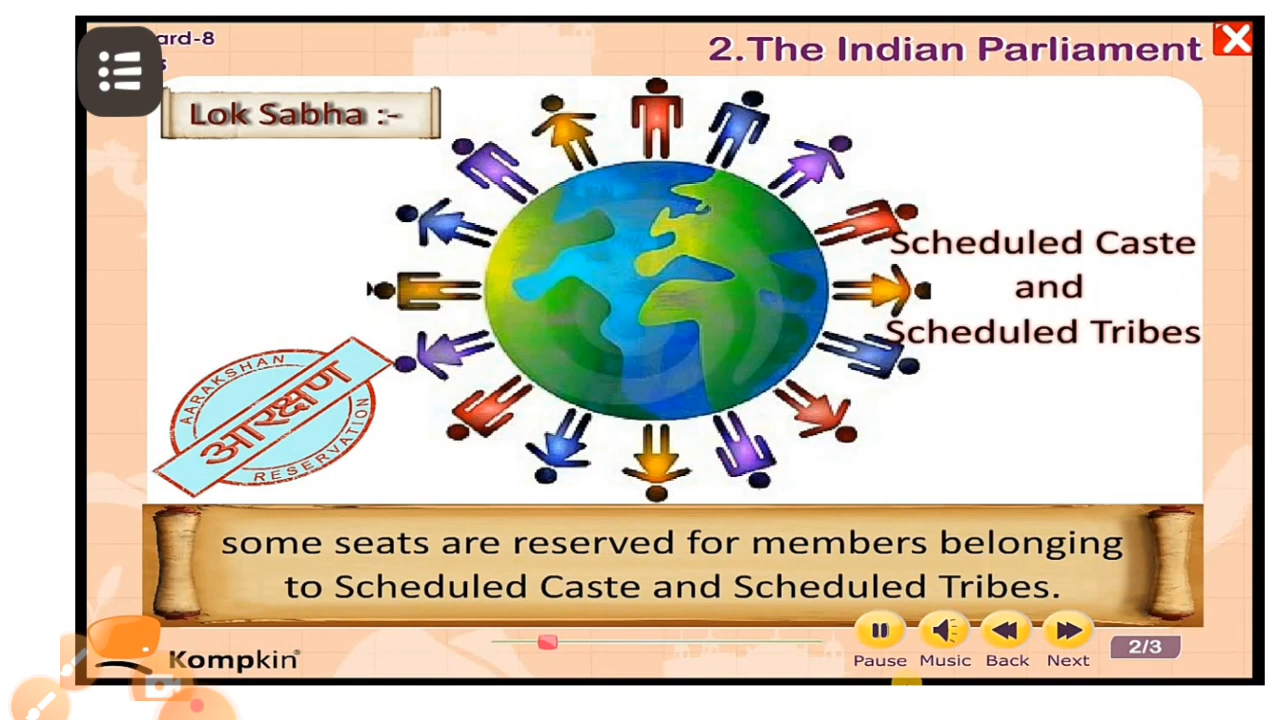 ard-8
s
2.The Indian Parliament
Lok Sabha :-
Scheduled Caste
and
Scheduled Tribes
AARAKSHAN
आरक्षण
RESERVATION
some seats are reserved for members belonging
to Scheduled Caste and Scheduled Tribes.
Kompkin®
Pause Music Back Next
2/3